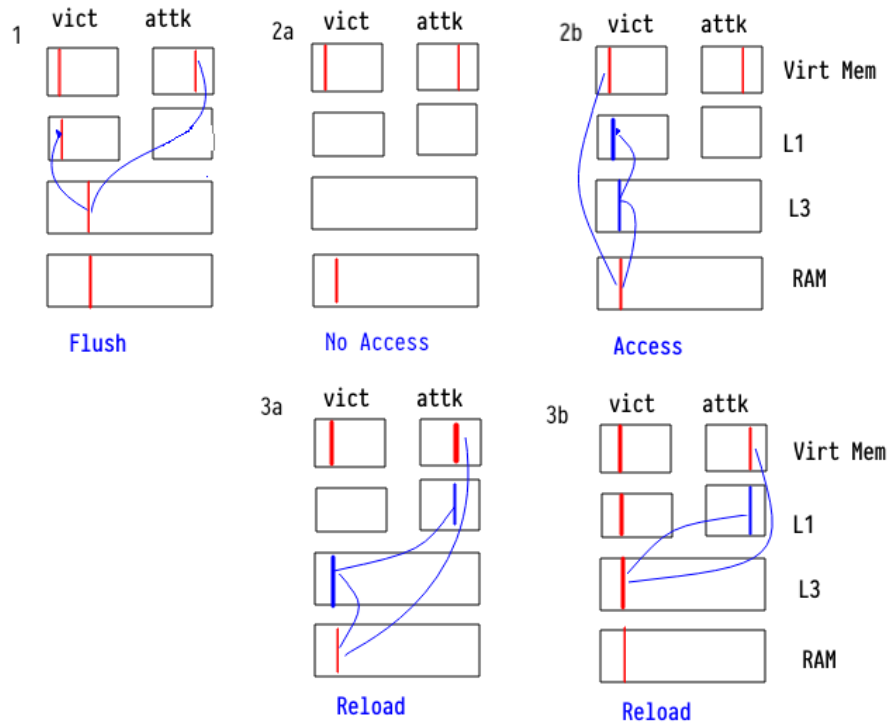 1
vict attk
2a
vict attk
2b
vict attk
Virt Mem
L1
L3
RAM
Flush
No Access
Access
3a
vict attk
3b
vict attk
Virt Mem
L1
L3
RAM
Reload
Reload